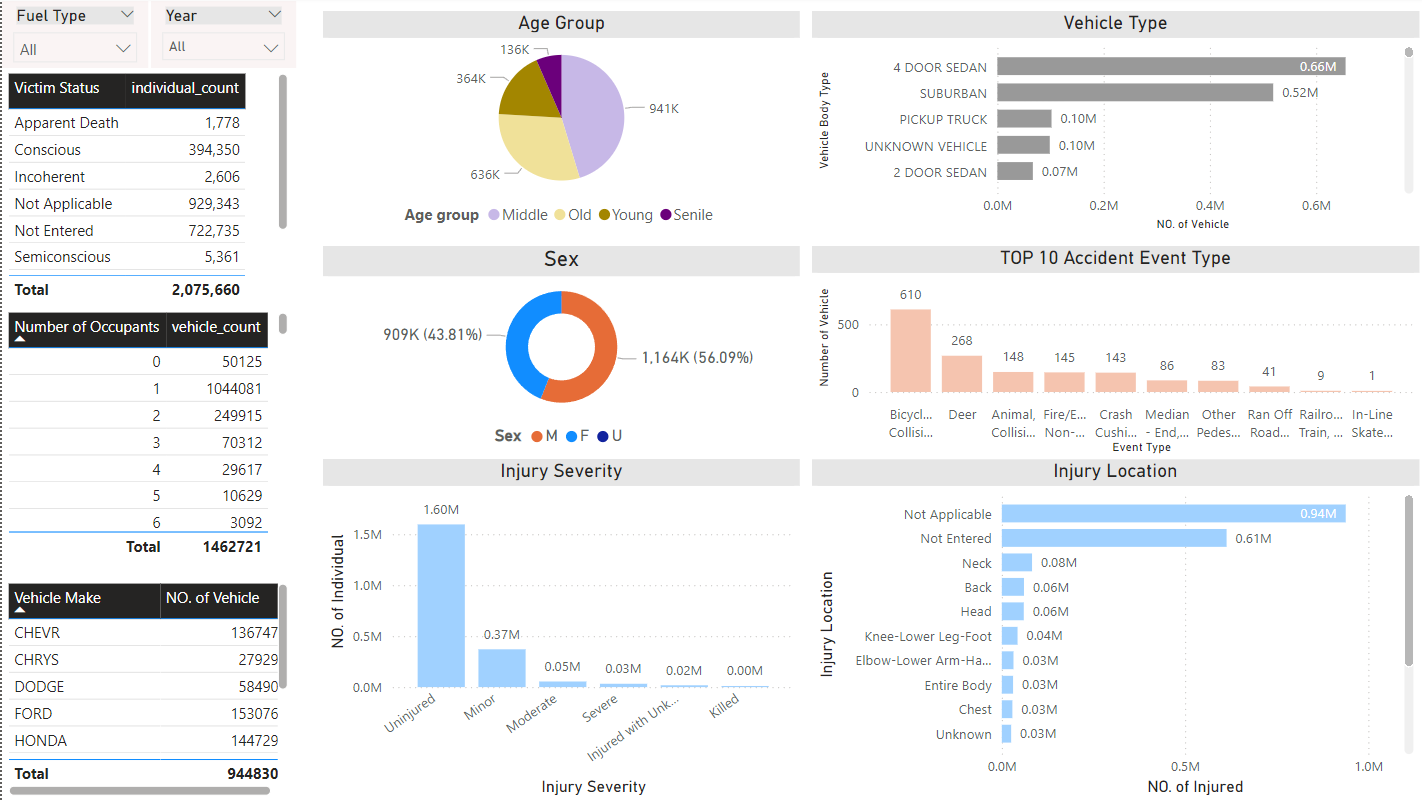 Fuel Type
All
Year
All
Victim Status individual_count
Apparent Death 1,778
Conscious 394,350
Incoherent 2,606
Not Applicable 929,343
Not Entered 722,735
Semiconscious 5,361
Total 2,075,660
Number of Occupants vehicle_count
0 50125
1 1044081
2 249915
3 70312
4 29617
5 10629
6 3092
Total 1462721
Vehicle Make NO. of Vehicle
CHEVR 136747
CHRYS 27929
DODGE 58490
FORD 153076
HONDA 144729
Total 944830
Age Group
136K
364K
941K
636K
Age group Middle Old Young Senile
Sex
909K (43.81%)
1,164K (56.09%)
Sex M F U
Injury Severity
NO. of Individual
1.5M
1.0M
0.5M
0.0M
1.60M
0.37M
0.05M
0.03M
0.02M
0.00M
Uninjured
Minor
Moderate
Severe
Injured with Unk...
Killed
Injury Severity
Vehicle Type
Vehicle Body Type
4 DOOR SEDAN 0.66M
SUBURBAN 0.52M
PICKUP TRUCK 0.10M
UNKNOWN VEHICLE 0.10M
2 DOOR SEDAN 0.07M
0.0M 0.2M 0.4M 0.6M
NO. of Vehicle
TOP 10 Accident Event Type
Number of Vehicle
500
0
610 268 148 145 143 86 83 41 9 1
Bicycl... Deer Animal, Fire/E... Crash Median Other Ran Off Railro... In-Line
Collisi... Collisi... Non-... Cushi... - End,... Pedes... Road... Train, ... Skate...
Event Type
Injury Location
Injury Location
Not Applicable 0.94M
Not Entered 0.61M
Neck 0.08M
Back 0.06M
Head 0.06M
Knee-Lower Leg-Foot 0.04M
Elbow-Lower Arm-Ha... 0.03M
Entire Body 0.03M
Chest 0.03M
Unknown 0.03M
0.0M 0.5M 1.0M
NO. of Injured